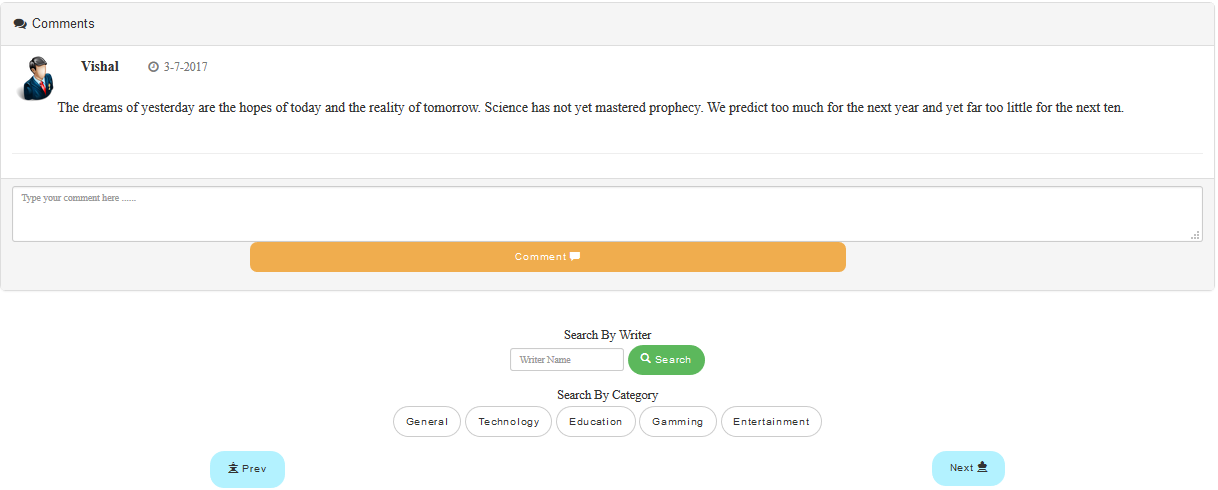 Comments
Vishal 3-7-2017
The dreams of yesterday are the hopes of today and the reality of tomorrow. Science has not yet mastered prophecy. We predict too much for the next year and yet far too little for the next ten.
Type your comment here ......
Comment
Search By Writer
Writer Name Search
Search By Category
General Technology Education Gamming Entertainment
Prev Next